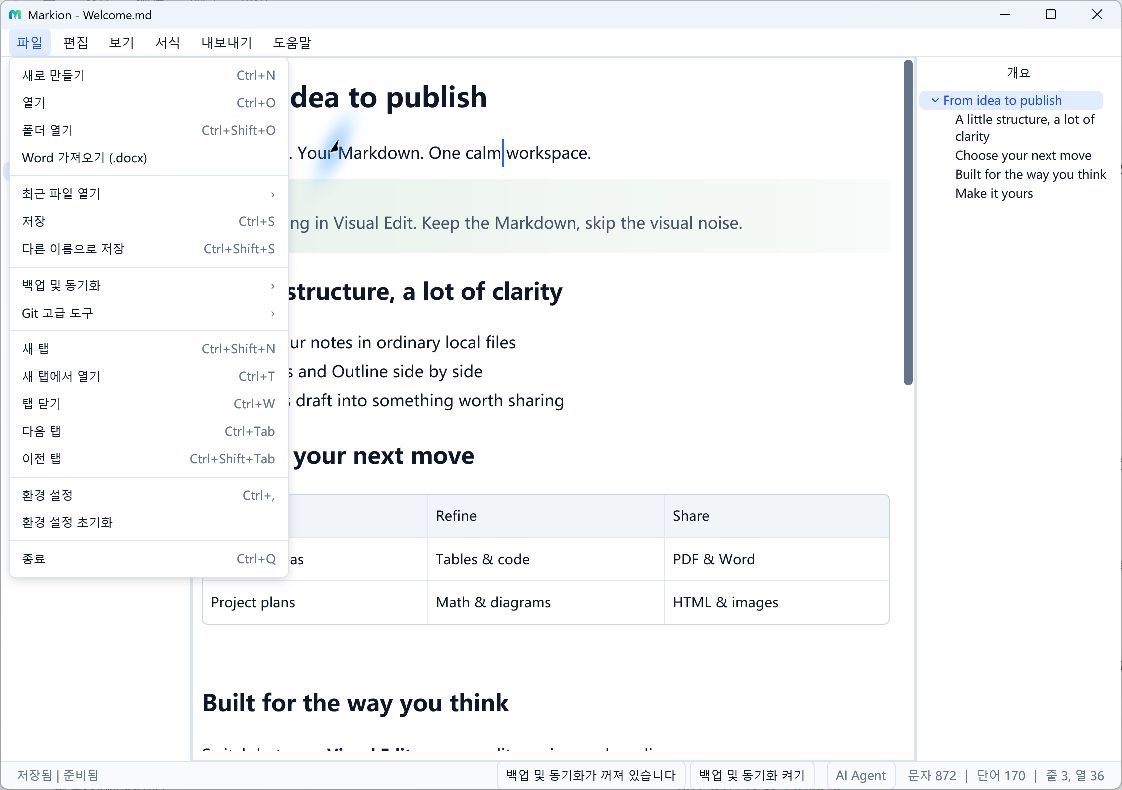 Markion - Welcome.md
파일 편집 보기 서식 내보내기 도움말
새로 만들기 Ctrl+N
열기 Ctrl+O
폴더 열기 Ctrl+Shift+O
Word 가져오기 (.docx)
최근 파일 열기
저장 Ctrl+S
다른 이름으로 저장 Ctrl+Shift+S
백업 및 동기화
Git 고급 도구
새 탭 Ctrl+Shift+N
새 탭에서 열기 Ctrl+T
탭 닫기 Ctrl+W
다음 탭 Ctrl+Tab
이전 탭 Ctrl+Shift+Tab
환경 설정 Ctrl+,
환경 설정 초기화
종료 Ctrl+Q
dea to publish
. Your Markdown. One calm workspace.
ng in Visual Edit. Keep the Markdown, skip the visual noise.
structure, a lot of clarity
ur notes in ordinary local files
s and Outline side by side
s draft into something worth sharing
your next move
Refine Share
as Tables & code PDF & Word
Project plans Math & diagrams HTML & images
Built for the way you think
개요
From idea to publish
A little structure, a lot of
clarity
Choose your next move
Built for the way you think
Make it yours
저장됨 | 준비됨 백업 및 동기화가 꺼져 있습니다 백업 및 동기화 켜기 AI Agent 문자 872 | 단어 170 | 줄 3, 열 36